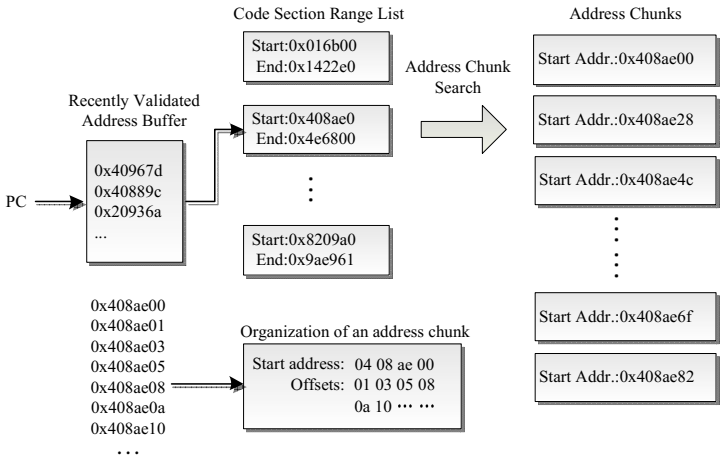 Code Section Range List
Address Chunks
Start:0x016b00
End:0x1422e0
Start Addr.:0x408ae00
Address Chunk
Search
Recently Validated
Address Buffer
Start:0x408ae0
End:0x4e6800
Start Addr.:0x408ae28
PC
0x40967d
0x40889c
0x20936a
...
Start Addr.:0x408ae4c
Start:0x8209a0
End:0x9ae961
0x408ae00
0x408ae01
0x408ae03
0x408ae05
0x408ae08
0x408ae0a
0x408ae10
...
Organization of an address chunk
Start address: 04 08 ae 00
Offsets: 01 03 05 08
0a 10 ... ...
Start Addr.:0x408ae6f
Start Addr.:0x408ae82